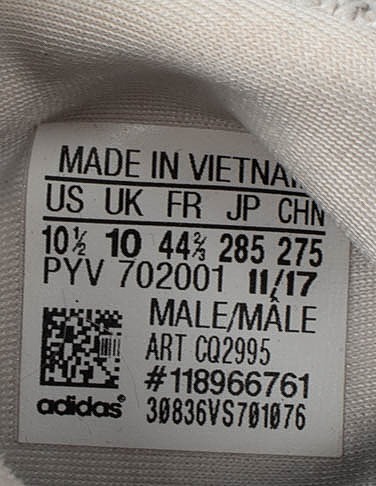 MADE IN VIETNAM
US UK FR JP CHN
10½ 10 44⅔ 285 275
PYV 702001 11/17
MALE/MÂLE
ART CQ2995
#118966761
adidas®
30836VS701076